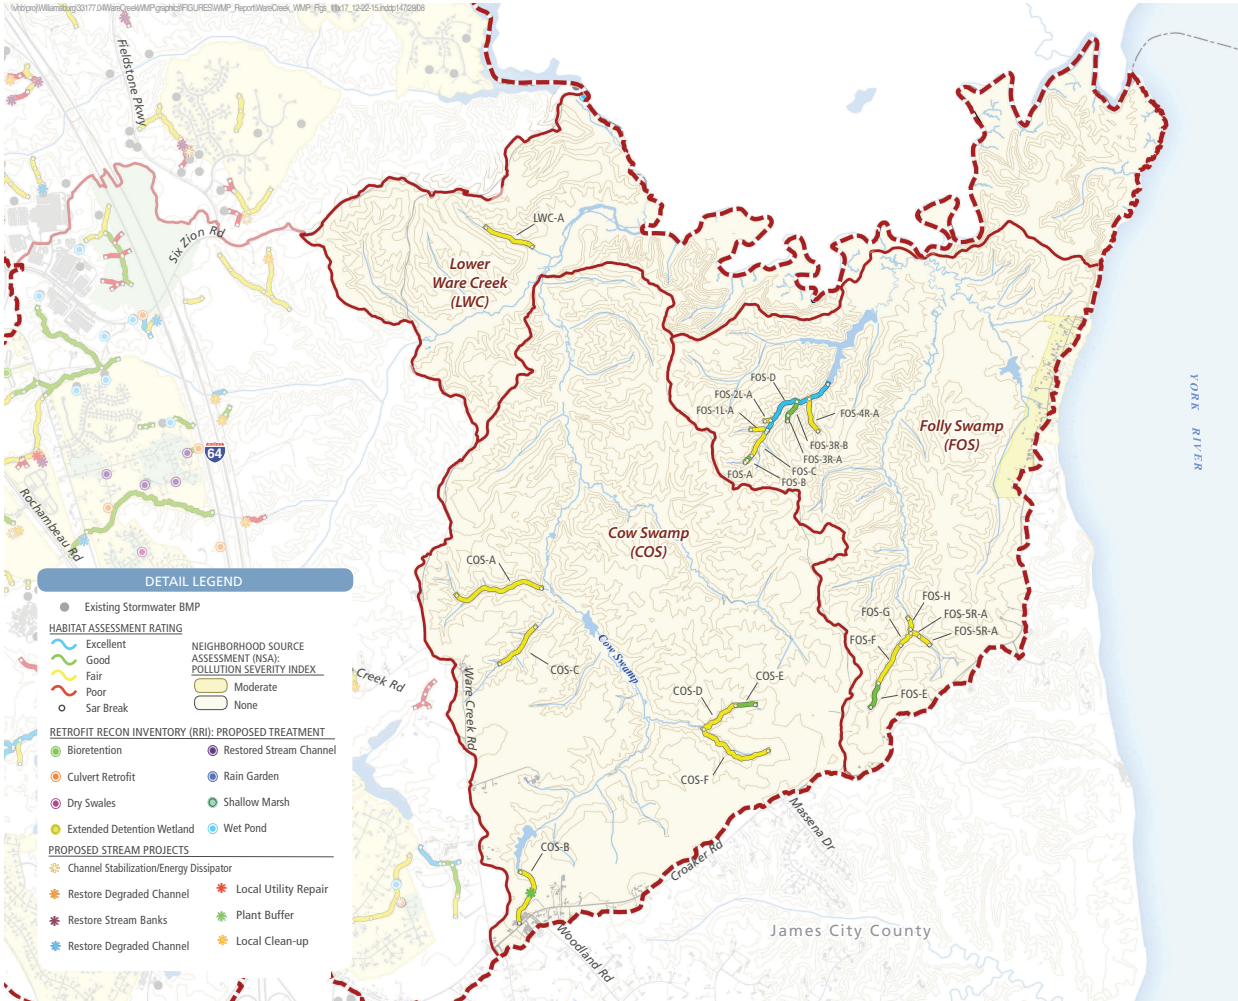 \\vhb\proj\Williamsburg\33177.04WareCreekWMP\graphics\FIGURES\WMP_Report\WareCreek_WMP_Figs_11x17_12-22-15.indd
Fieldstone Pkwy
Six Zion Rd
LWC-A
Lower
Ware Creek
(LWC)
64
Rochambeau Rd
YORK RIVER
FOS-D
FOS-2L-A
FOS-1L-A
FOS-4R-A
FOS-3R-B
FOS-3R-A
FOS-C
FOS-A
FOS-B
Folly Swamp
(FOS)
Cow Swamp
(COS)
COS-A
COS-C
Cow Swamp
FOS-H
FOS-G
FOS-5R-A
FOS-5R-A
FOS-F
FOS-E
COS-D
COS-E
COS-F
COS-B
Creek Rd
Ware Creek Rd
Massena Dr
Croaker Rd
Woodland Rd
James City County
DETAIL LEGEND
Existing Stormwater BMP
HABITAT ASSESSMENT RATING
Excellent
Good
Fair
Poor
Sar Break
NEIGHBORHOOD SOURCE
ASSESSMENT (NSA):
POLLUTION SEVERITY INDEX
Moderate
None
RETROFIT RECON INVENTORY (RRI): PROPOSED TREATMENT
Bioretention
Restored Stream Channel
Culvert Retrofit
Rain Garden
Dry Swales
Shallow Marsh
Extended Detention Wetland
Wet Pond
PROPOSED STREAM PROJECTS
Channel Stabilization/Energy Dissipator
Restore Degraded Channel
Local Utility Repair
Restore Stream Banks
Plant Buffer
Restore Degraded Channel
Local Clean-up